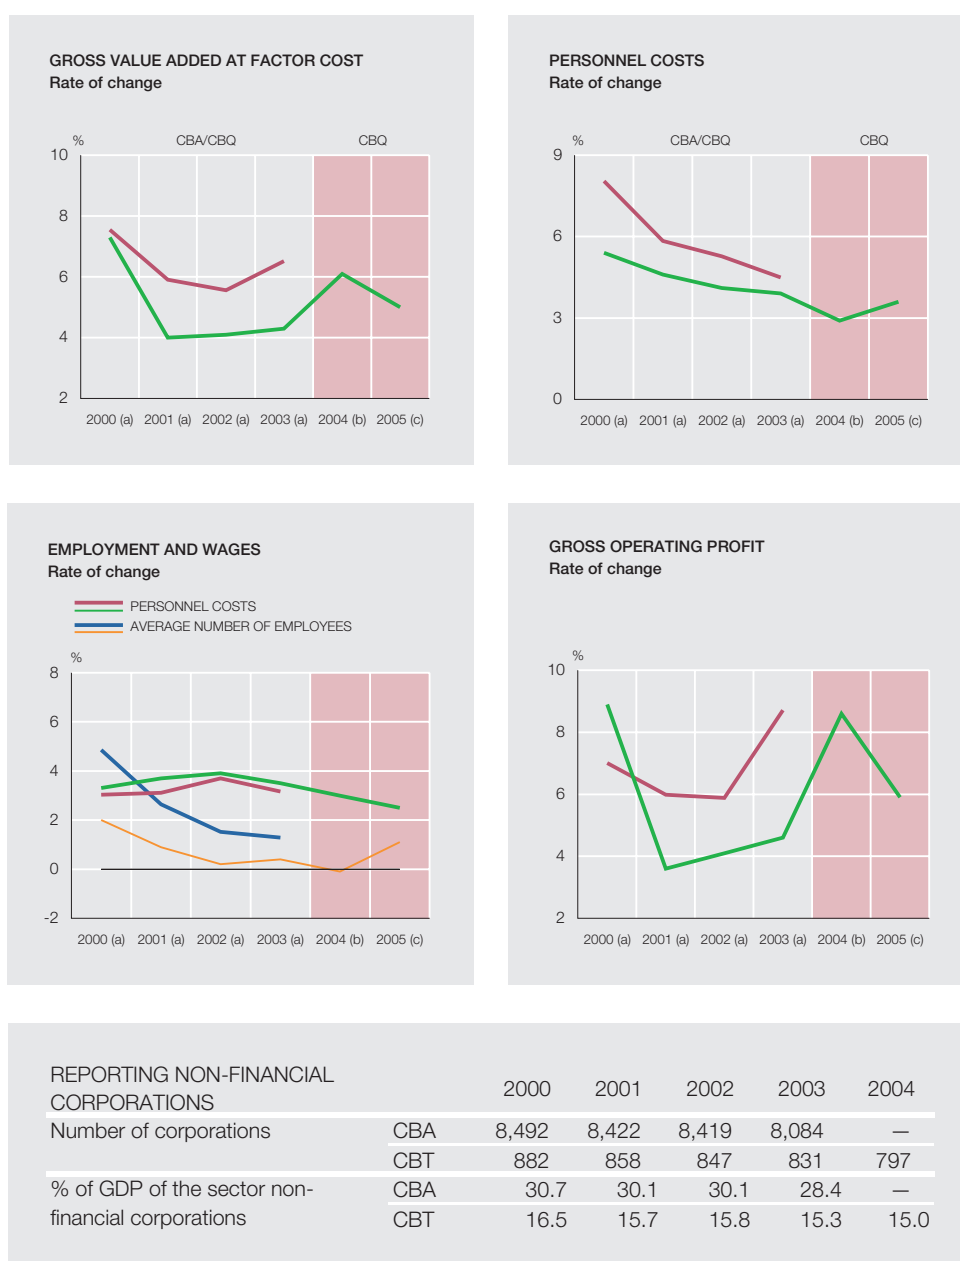 GROSS VALUE ADDED AT FACTOR COST
Rate of change
% CBA/CBQ CBQ
10
8
6
4
2
2000 (a) 2001 (a) 2002 (a) 2003 (a) 2004 (b) 2005 (c)
PERSONNEL COSTS
Rate of change
% CBA/CBQ CBQ
9
6
3
0
2000 (a) 2001 (a) 2002 (a) 2003 (a) 2004 (b) 2005 (c)
EMPLOYMENT AND WAGES
Rate of change
PERSONNEL COSTS
AVERAGE NUMBER OF EMPLOYEES
%
8
6
4
2
0
-2
2000 (a) 2001 (a) 2002 (a) 2003 (a) 2004 (b) 2005 (c)
GROSS OPERATING PROFIT
Rate of change
%
10
8
6
4
2
2000 (a) 2001 (a) 2002 (a) 2003 (a) 2004 (b) 2005 (c)
REPORTING NON-FINANCIAL
CORPORATIONS 2000 2001 2002 2003 2004
Number of corporations CBA 8,492 8,422 8,419 8,084 —
CBT 882 858 847 831 797
% of GDP of the sector non- CBA 30.7 30.1 30.1 28.4 —
financial corporations CBT 16.5 15.7 15.8 15.3 15.0